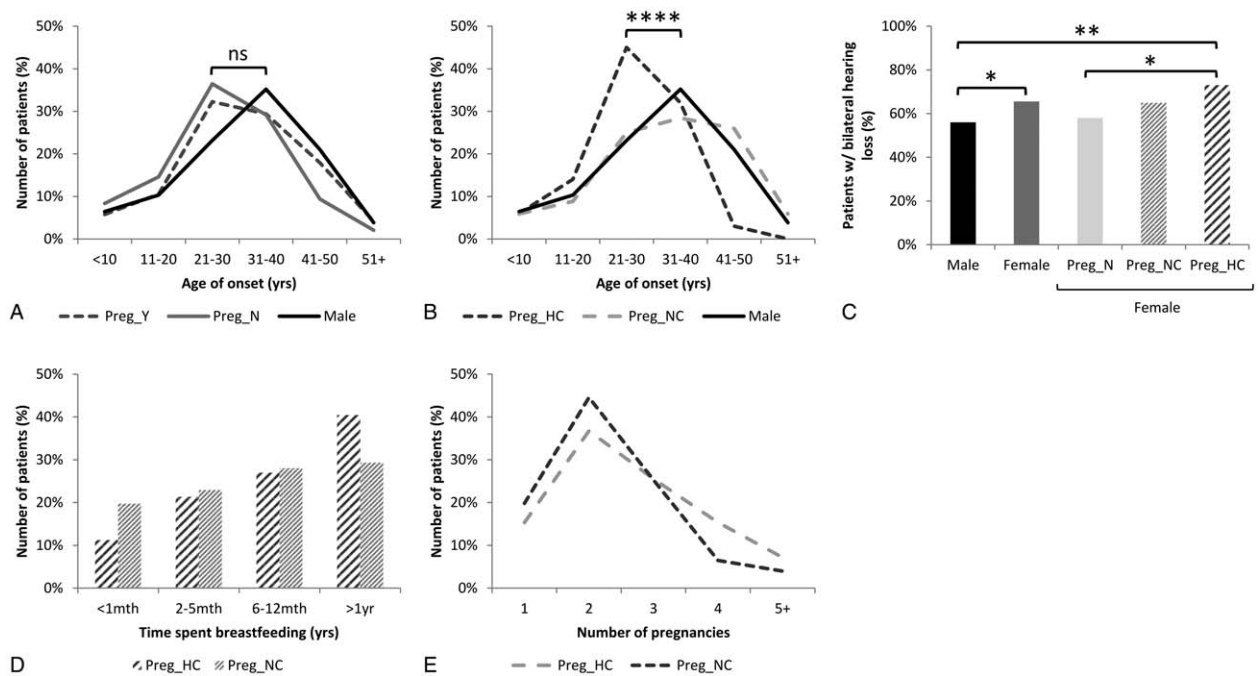 50%
40%
30%
20%
10%
0%
Number of patients (%)
ns
<10 11-20 21-30 31-40 41-50 51+
Age of onset (yrs)
A
Preg_Y Preg_N Male
50%
40%
30%
20%
10%
0%
Number of patients (%)
****
<10 11-20 21-30 31-40 41-50 51+
Age of onset (yrs)
B
Preg_HC Preg_NC Male
100%
80%
60%
40%
20%
0%
Patients w/ bilateral hearing
loss (%)
**
*
*
Male Female Preg_N Preg_NC Preg_HC
Female
C
50%
40%
30%
20%
10%
0%
Number of patients (%)
<1mth 2-5mth 6-12mth >1yr
Time spent breastfeeding (yrs)
D
Preg_HC Preg_NC
50%
40%
30%
20%
10%
0%
Number of patients (%)
1 2 3 4 5+
Number of pregnancies
E
Preg_HC Preg_NC